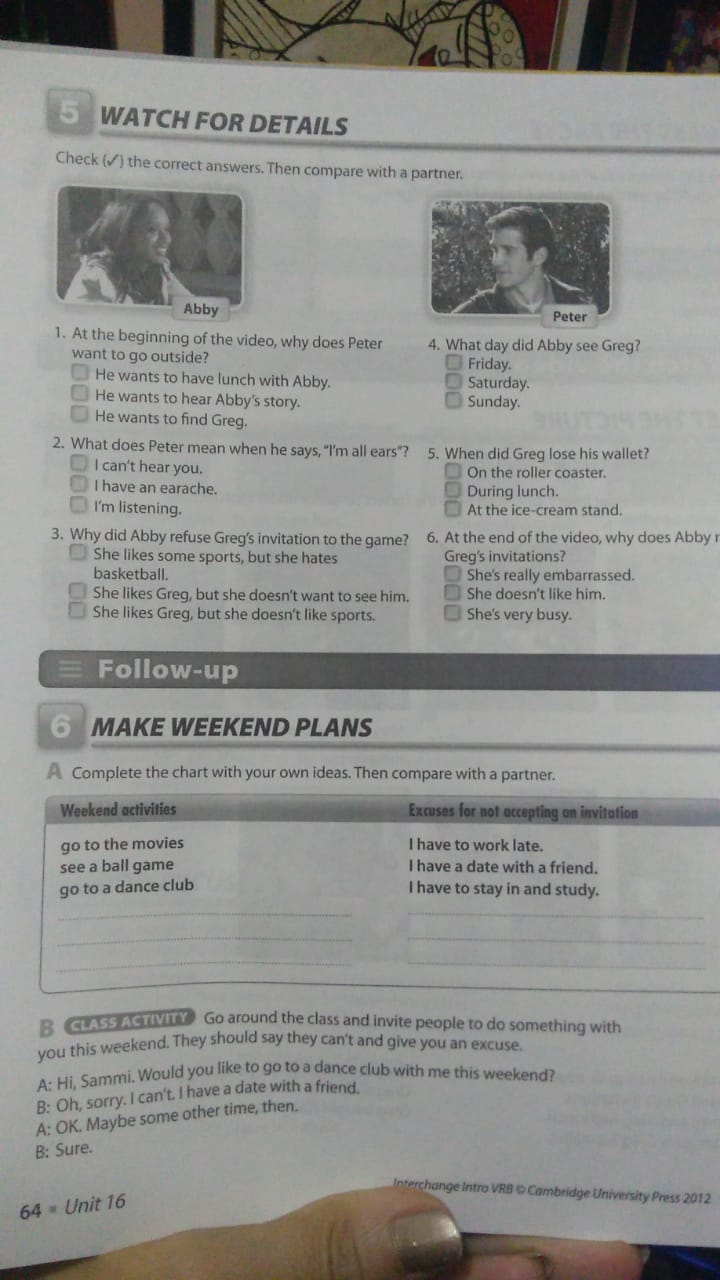 5 WATCH FOR DETAILS
Check (✓) the correct answers. Then compare with a partner.
Abby
Peter
1. At the beginning of the video, why does Peter
want to go outside?
He wants to have lunch with Abby.
He wants to hear Abby's story.
He wants to find Greg.
2. What does Peter mean when he says, "I'm all ears"?
I can't hear you.
I have an earache.
I'm listening.
3. Why did Abby refuse Greg's invitation to the game?
She likes some sports, but she hates
basketball.
She likes Greg, but she doesn't want to see him.
She likes Greg, but she doesn't like sports.
4. What day did Abby see Greg?
Friday.
Saturday.
Sunday.
5. When did Greg lose his wallet?
On the roller coaster.
During lunch.
At the ice-cream stand.
6. At the end of the video, why does Abby
Greg's invitations?
She's really embarrassed.
She doesn't like him.
She's very busy.
Follow-up
6 MAKE WEEKEND PLANS
A Complete the chart with your own ideas. Then compare with a partner.
Weekend activities
go to the movies
see a ball game
go to a dance club
Excuses for not accepting an invitation
I have to work late.
I have a date with a friend.
I have to stay in and study.
B CLASS ACTIVITY Go around the class and invite people to do something with
you this weekend. They should say they can't and give you an excuse.
A: Hi, Sammi. Would you like to go to a dance club with me this weekend?
B: Oh, sorry. I can't. I have a date with a friend.
A: OK. Maybe some other time, then.
B: Sure.
64 ▪ Unit 16
Interchange Intro VRB © Cambridge University Press 2012